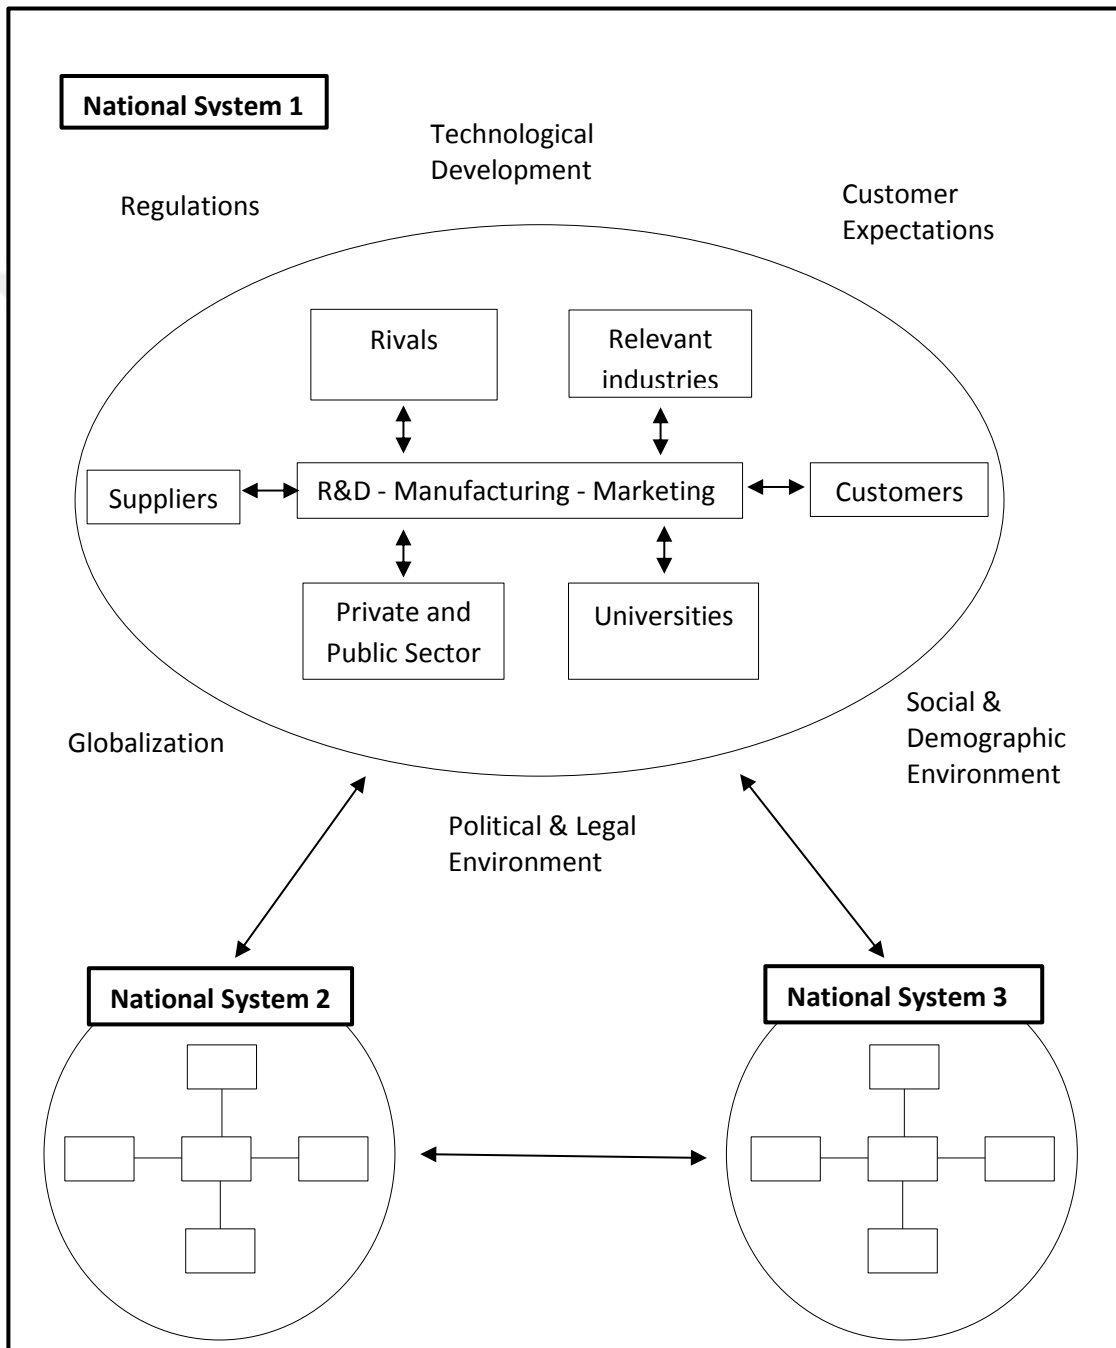 National System 1
Technological
Development
Regulations
Customer
Expectations
Rivals
Relevant
industries
Suppliers
R&D - Manufacturing - Marketing
Customers
Private and
Public Sector
Universities
Globalization
Social &
Demographic
Environment
Political & Legal
Environment
National System 2
National System 3